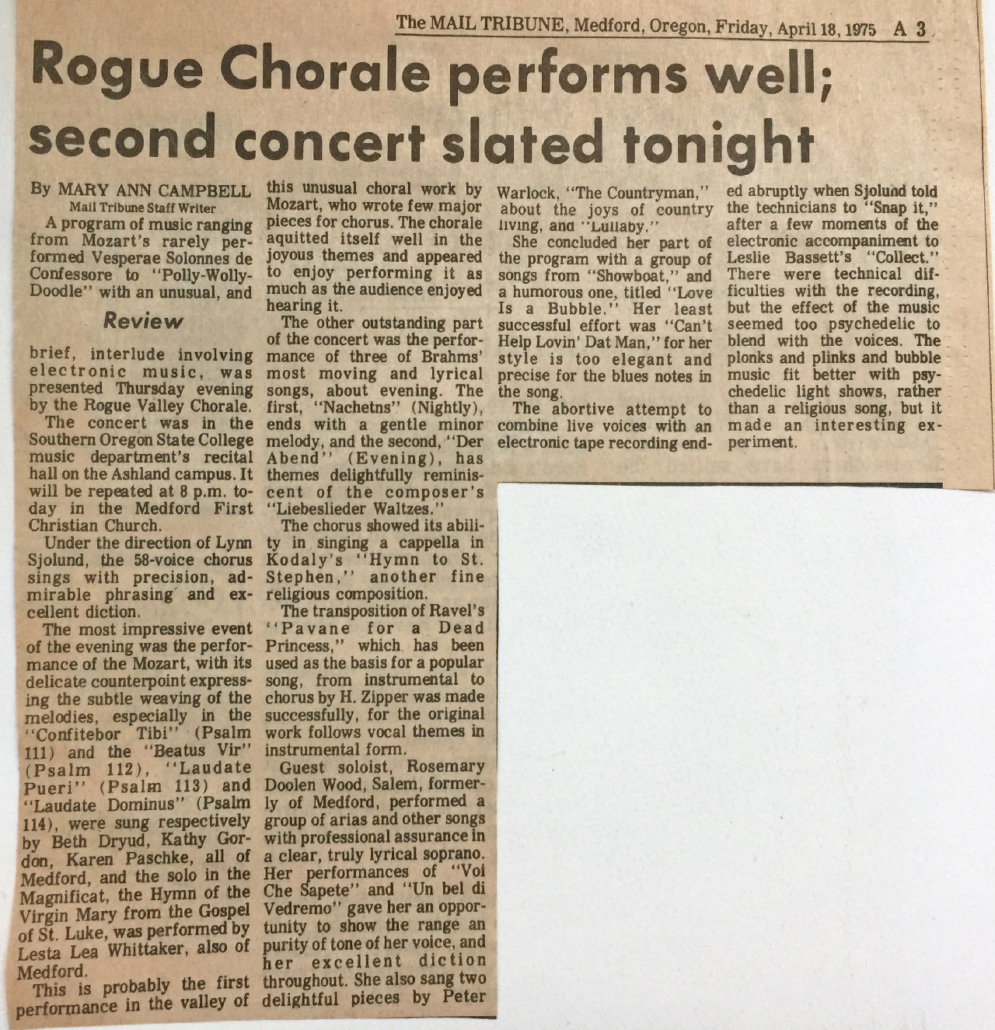 The MAIL TRIBUNE, Medford, Oregon, Friday, April 18, 1975 A 3
Rogue Chorale performs well;
second concert slated tonight
By MARY ANN CAMPBELL
Mail Tribune Staff Writer
A program of music ranging
from Mozart's rarely per-
formed Vesperae Solonnes de
Confessore to "Polly-Wolly-
Doodle" with an unusual, and
Review
brief, interlude involving
electronic music, was
presented Thursday evening
by the Rogue Valley Chorale.
The concert was in the
Southern Oregon State College
music department's recital
hall on the Ashland campus. It
will be repeated at 8 p.m. to-
day in the Medford First
Christian Church.
Under the direction of Lynn
Sjolund, the 58-voice chorus
sings with precision, ad-
mirable phrasing and ex-
cellent diction.
The most impressive event
of the evening was the perfor-
mance of the Mozart, with its
delicate counterpoint express-
ing the subtle weaving of the
melodies, especially in the
"Confitebor Tibi" (Psalm
111) and the "Beatus Vir"
(Psalm 112), "Laudate
Pueri" (Psalm 113) and
"Laudate Dominus" (Psalm
114), were sung respectively
by Beth Dryud, Kathy Gor-
don, Karen Paschke, all of
Medford, and the solo in the
Magnificat, the Hymn of the
Virgin Mary from the Gospel
of St. Luke, was performed by
Lesta Lea Whittaker, also of
Medford.
This is probably the first
performance in the valley of
this unusual choral work by
Mozart, who wrote few major
pieces for chorus. The chorale
aquitted itself well in the
joyous themes and appeared
to enjoy performing it as
much as the audience enjoyed
hearing it.
The other outstanding part
of the concert was the perfor-
mance of three of Brahms'
most moving and lyrical
songs, about evening. The
first, "Nachetns" (Nightly),
ends with a gentle minor
melody, and the second, "Der
Abend" (Evening), has
themes delightfully reminis-
cent of the composer's
"Liebeslieder Waltzes."
The chorus showed its abili-
ty in singing a cappella in
Kodaly's "Hymn to St.
Stephen," another fine
religious composition.
The transposition of Ravel's
"Pavane for a Dead
Princess," which has been
used as the basis for a popular
song, from instrumental to
chorus by H. Zipper was made
successfully, for the original
work follows vocal themes in
instrumental form.
Guest soloist, Rosemary
Doolen Wood, Salem, former-
ly of Medford, performed a
group of arias and other songs
with professional assurance in
a clear, truly lyrical soprano.
Her performances of "Voi
Che Sapete" and "Un bel di
Vedremo" gave her an oppor-
tunity to show the range an
purity of tone of her voice, and
her excellent diction
throughout. She also sang two
delightful pieces by Peter
Warlock, "The Countryman,"
about the joys of country
living, and "Lullaby."
She concluded her part of
the program with a group of
songs from "Showboat," and
a humorous one, titled "Love
Is a Bubble." Her least
successful effort was "Can't
Help Lovin' Dat Man," for her
style is too elegant and
precise for the blues notes in
the song.
The abortive attempt to
combine live voices with an
electronic tape recording end-
ed abruptly when Sjolund told
the technicians to "Snap it,"
after a few moments of the
electronic accompaniment to
Leslie Bassett's "Collect."
There were technical dif-
ficulties with the recording,
but the effect of the music
seemed too psychedelic to
blend with the voices. The
plonks and plinks and bubble
music fit better with psy-
chedelic light shows, rather
than a religious song, but it
made an interesting ex-
periment.